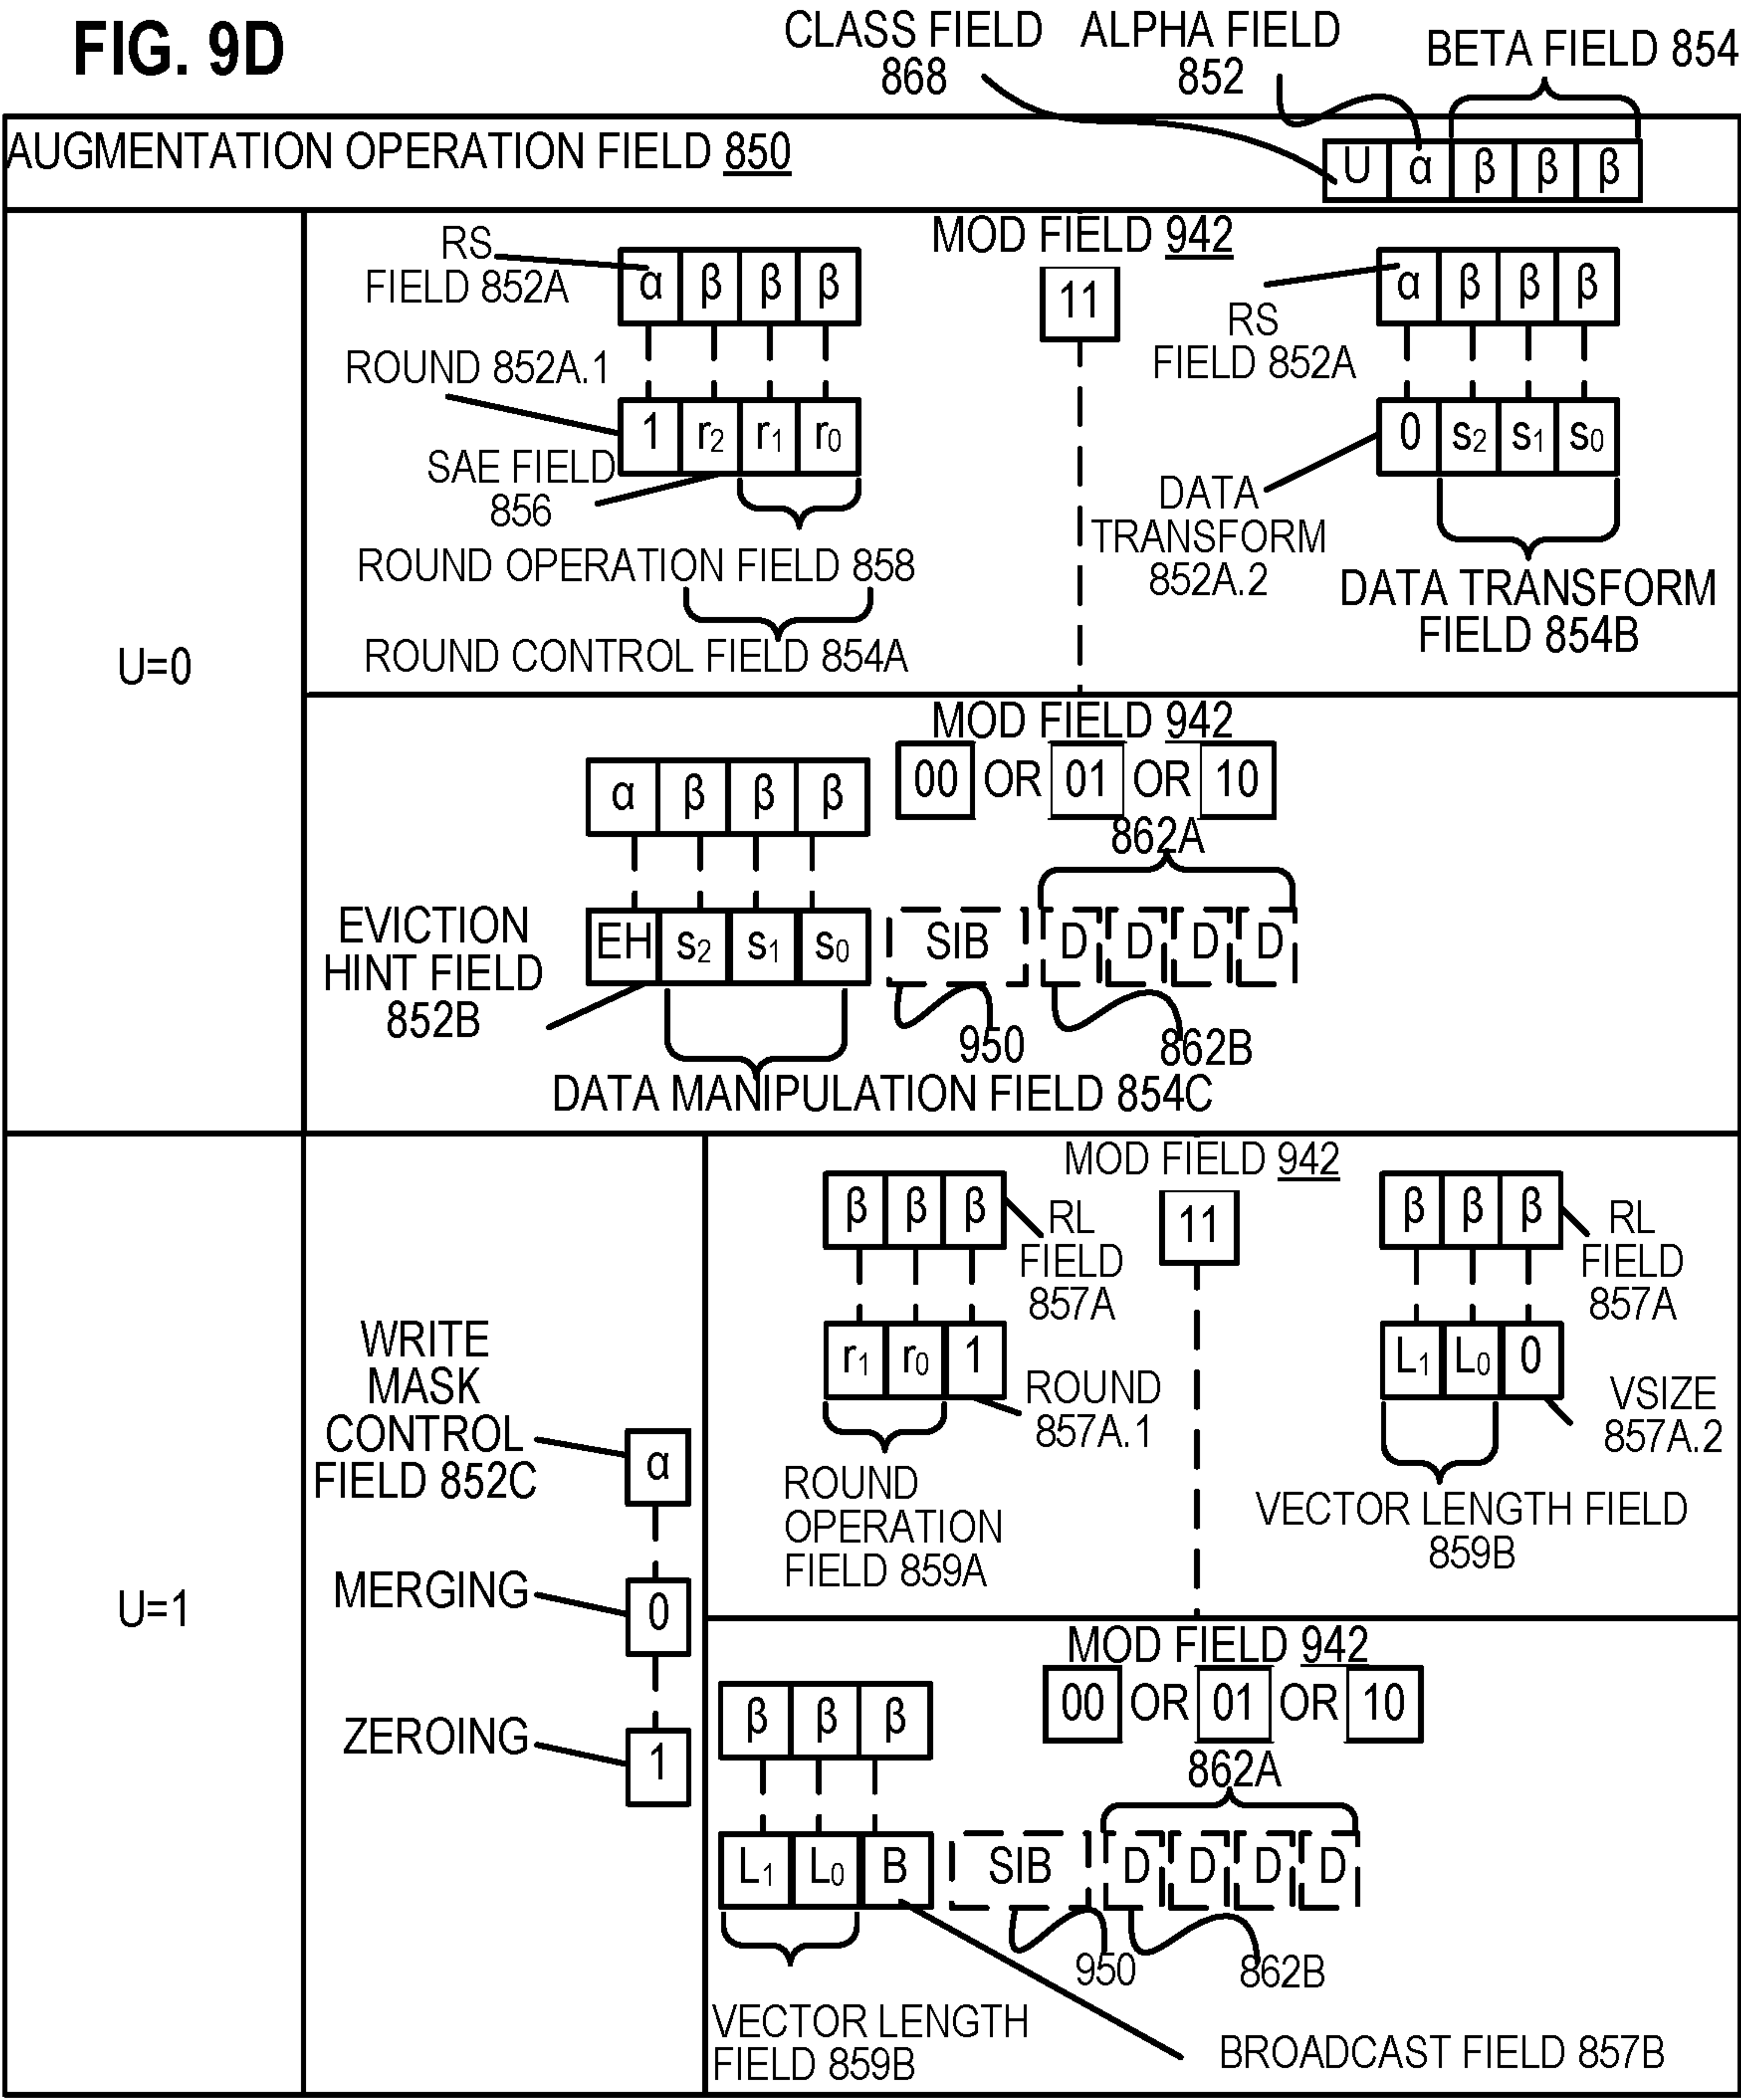 FIG. 9D
CLASS FIELD
868
ALPHA FIELD
852
BETA FIELD 854
AUGMENTATION OPERATION FIELD 850
U α β β β
U=0
MOD FIELD 942
11
RS
FIELD 852A
α β β β
ROUND 852A.1
1 r2 r1 r0
SAE FIELD
856
ROUND OPERATION FIELD 858
ROUND CONTROL FIELD 854A
α β β β
RS
FIELD 852A
0 s2 s1 s0
DATA
TRANSFORM
852A.2
DATA TRANSFORM
FIELD 854B
MOD FIELD 942
00 OR 01 OR 10
α β β β
862A
EVICTION
HINT FIELD
852B
EH s2 s1 s0 SIB D D D D
950
862B
DATA MANIPULATION FIELD 854C
U=1
WRITE
MASK
CONTROL
FIELD 852C
α
MERGING
0
ZEROING
1
MOD FIELD 942
11
β β β
RL
FIELD
857A
r1 r0 1
ROUND
857A.1
ROUND
OPERATION
FIELD 859A
β β β
RL
FIELD
857A
L1 L0 0
VSIZE
857A.2
VECTOR LENGTH FIELD
859B
MOD FIELD 942
00 OR 01 OR 10
β β β
862A
L1 L0 B SIB D D D D
950
862B
VECTOR LENGTH
FIELD 859B
BROADCAST FIELD 857B